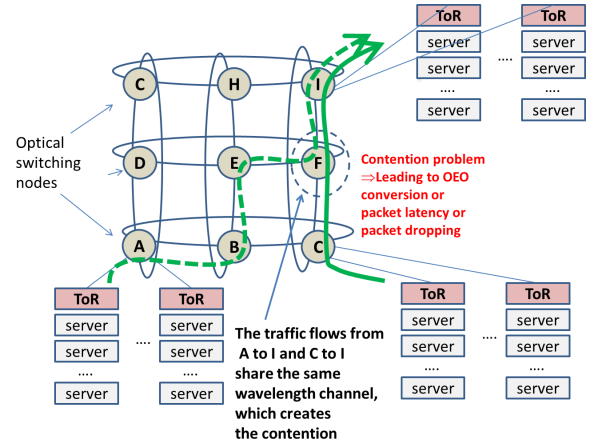 ToR
ToR
server
server
server
....
server
....
....
server
server
C
H
I
Optical
switching
nodes
D
E
F
Contention problem
⇒Leading to OEO
conversion or
packet latency or
packet dropping
A
B
C
ToR
ToR
server
server
server
....
server
....
....
server
server
ToR
ToR
server
server
server
....
server
....
....
server
server
The traffic flows from
A to I and C to I
share the same
wavelength channel,
which creates
the contention